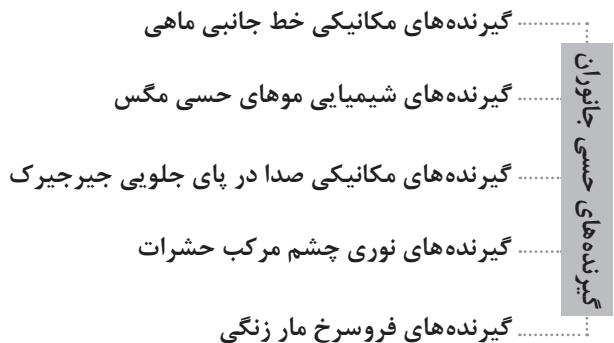 گیرنده‌های حسی جانوران
گیرنده‌های مکانیکی خط جانبی ماهی
گیرنده‌های شیمیایی موهای حسی مگس
گیرنده‌های مکانیکی صدا در پای جلویی جیرجیرک
گیرنده‌های نوری چشم مرکب حشرات
گیرنده‌های فروسرخ مار زنگی